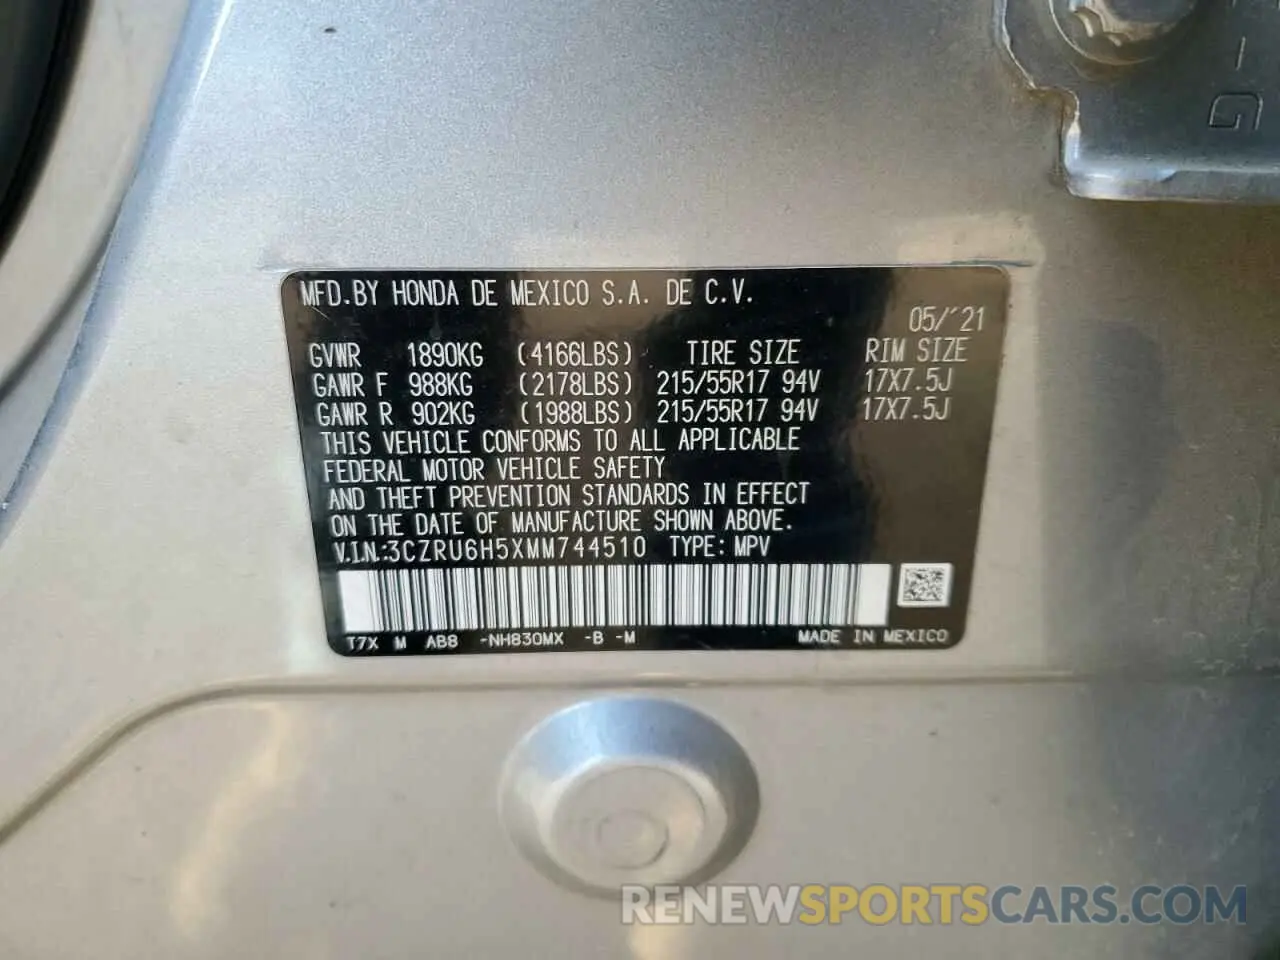 G
MFD.BY HONDA DE MEXICO S.A. DE C.V.
05/'21
GVWR 1890KG (4166LBS) TIRE SIZE RIM SIZE
GAWR F 988KG (2178LBS) 215/55R17 94V 17X7.5J
GAWR R 902KG (1988LBS) 215/55R17 94V 17X7.5J
THIS VEHICLE CONFORMS TO ALL APPLICABLE
FEDERAL MOTOR VEHICLE SAFETY
AND THEFT PREVENTION STANDARDS IN EFFECT
ON THE DATE OF MANUFACTURE SHOWN ABOVE.
V.I.N.:3CZRU6H5XMM744510 TYPE: MPV
T7X M AB8 -NH830MX -B -M MADE IN MEXICO
RENEWSPORTSCARS.COM